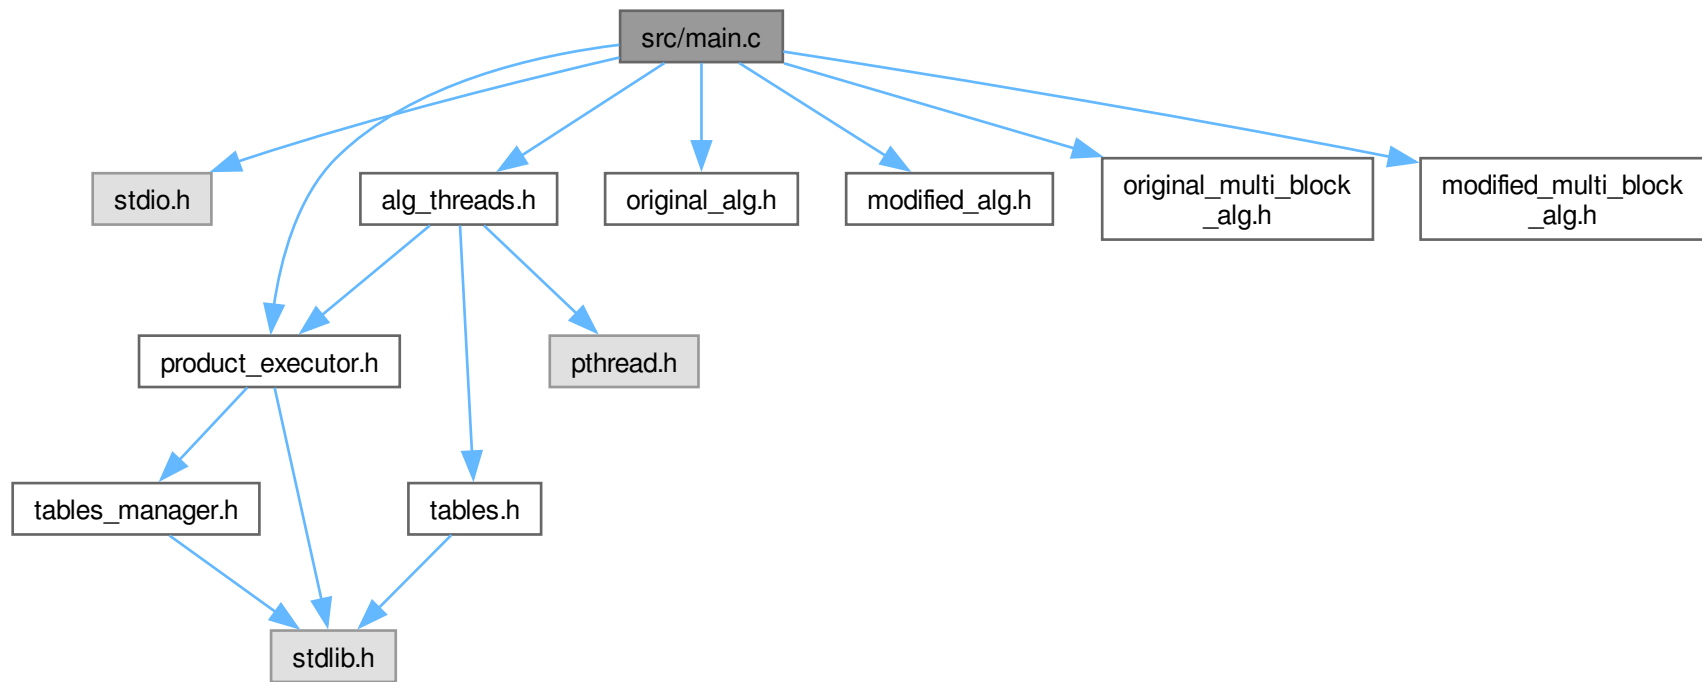 src/main.c
stdio.h
alg_threads.h
original_alg.h
modified_alg.h
original_multi_block
_alg.h
modified_multi_block
_alg.h
product_executor.h
pthread.h
tables_manager.h
tables.h
stdlib.h